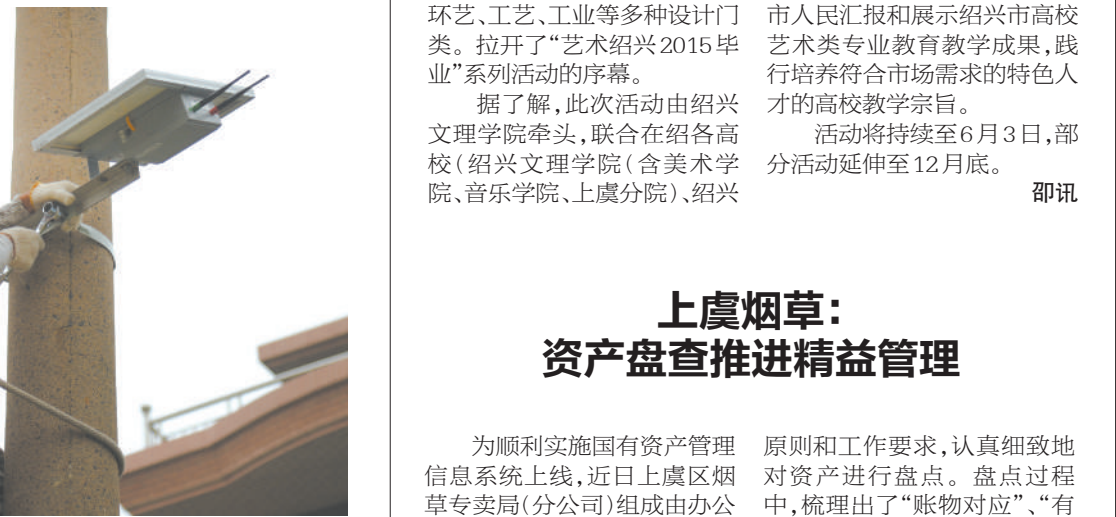 环艺、工艺、工业等多种设计门
类。拉开了“艺术绍兴2015毕
业”系列活动的序幕。
据了解,此次活动由绍兴
文理学院牵头,联合在绍各高
校(绍兴文理学院(含美术学
院、音乐学院、上虞分院)、绍兴
市人民汇报和展示绍兴市高校
艺术类专业教育教学成果,践
行培养符合市场需求的特色人
才的高校教学宗旨。
活动将持续至6月3日,部
分活动延伸至12月底。
邵讯
上虞烟草:
资产盘查推进精益管理
为顺利实施国有资产管理
信息系统上线,近日上虞区烟
草专卖局(分公司)组成由办公
原则和工作要求,认真细致地
对资产进行盘点。盘点过程
中,梳理出了“账物对应”、“有